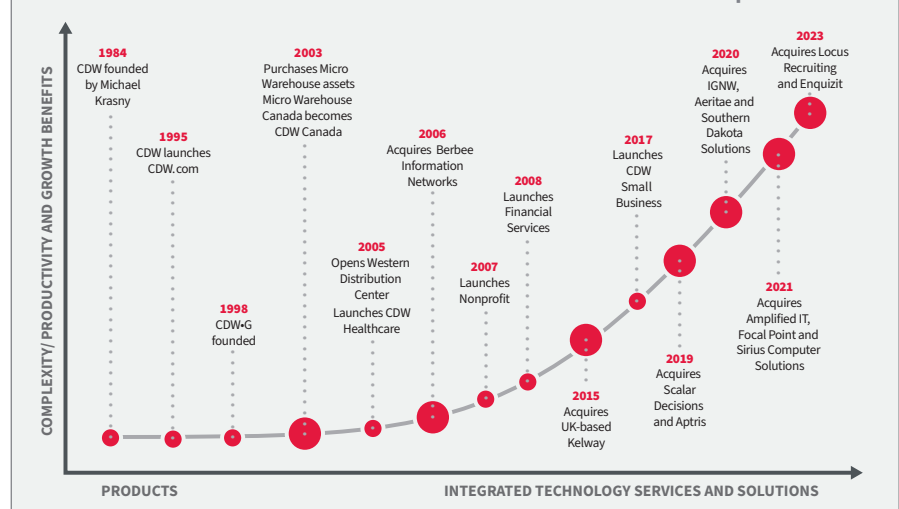 COMPLEXITY/ PRODUCTIVITY AND GROWTH BENEFITS
1984
CDW founded
by Michael
Krasny
1995
CDW launches
CDW.com
1998
CDW•G
founded
2003
Purchases Micro
Warehouse assets
Micro Warehouse
Canada becomes
CDW Canada
2005
Opens Western
Distribution
Center
Launches CDW
Healthcare
2006
Acquires Berbee
Information
Networks
2007
Launches
Nonprofit
2008
Launches
Financial
Services
2015
Acquires
UK-based
Kelway
2017
Launches
CDW
Small
Business
2019
Acquires
Scalar
Decisions
and Aptris
2020
Acquires
IGNW,
Aeritae and
Southern
Dakota
Solutions
2021
Acquires
Amplified IT,
Focal Point and
Sirius Computer
Solutions
2023
Acquires Locus
Recruiting
and Enquizit
PRODUCTS
INTEGRATED TECHNOLOGY SERVICES AND SOLUTIONS